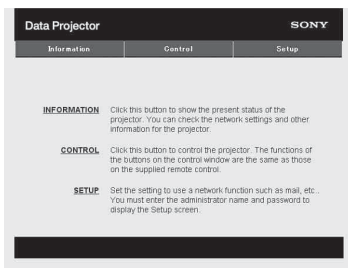 Data Projector SONY
Information Control Setup
INFORMATION Click this button to show the present status of the
projector. You can check the network settings and other
information for the projector.
CONTROL Click this button to control the projector. The functions of
the buttons on the control window are the same as those
on the supplied remote control.
SETUP Set the setting to use a network function such as mail, etc..
You must enter the administrator name and password to
display the Setup screen.